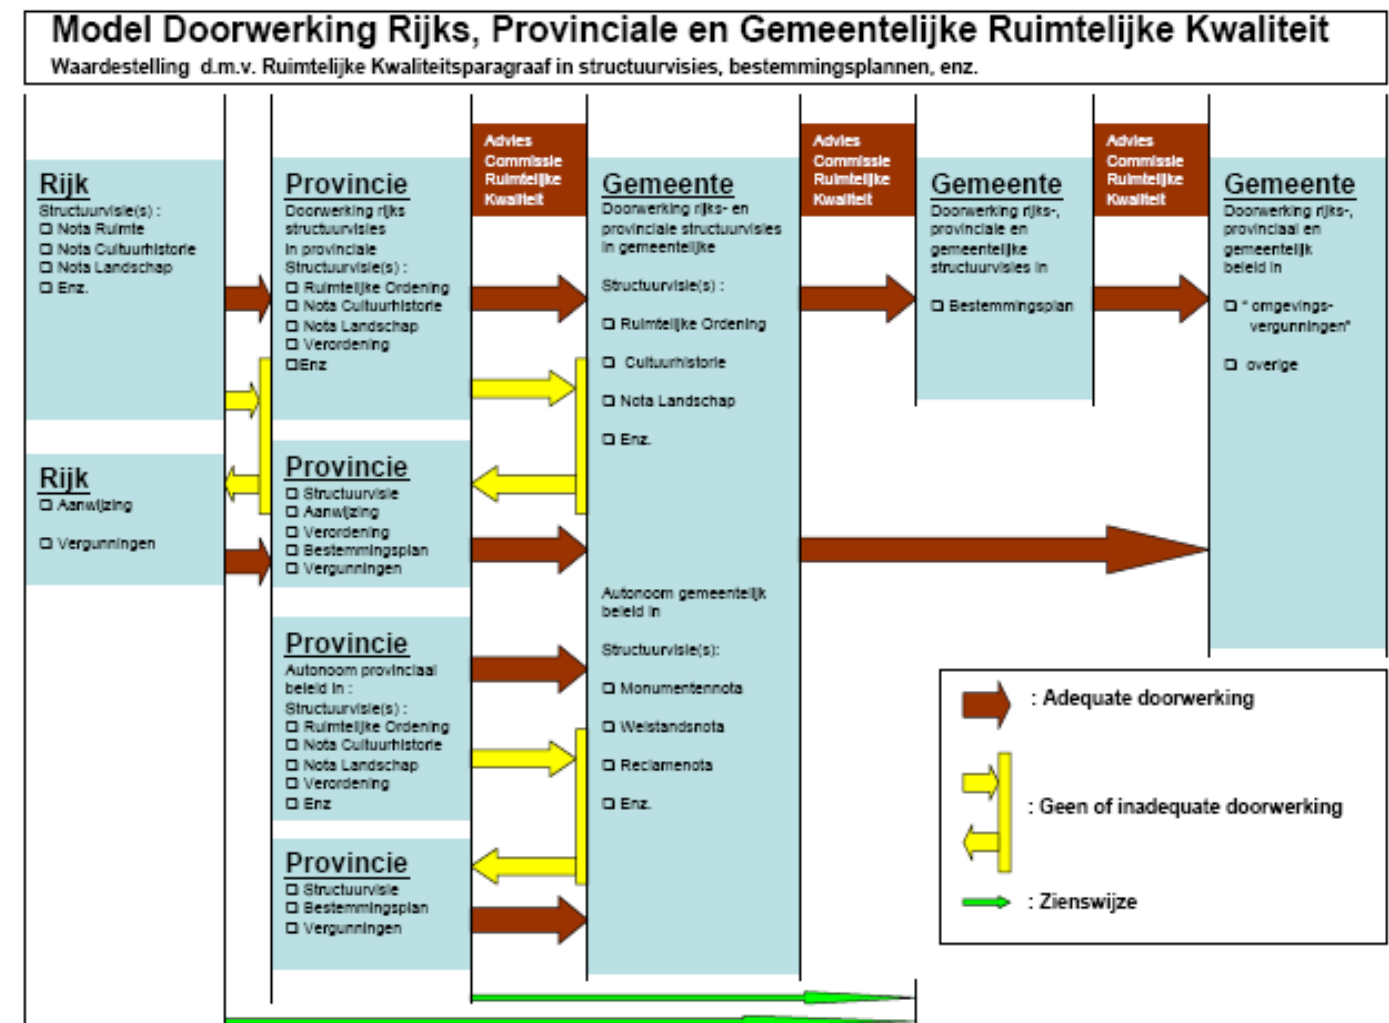 Model Doorwerking Rijks, Provinciale en Gemeentelijke Ruimtelijke Kwaliteit
Waardestelling d.m.v. Ruimtelijke Kwaliteitsparagraaf in structuurvisies, bestemmingsplannen, enz.
Rijk
Structuurvisie(s) :
❑ Nota Ruimte
❑ Nota Cultuurhistorie
❑ Nota Landschap
❑ Enz.
Rijk
❑ Aanwijzing
❑ Vergunningen
Provincie
Doorwerking rijks
structuurvisies
in provinciale
Structuurvisie(s) :
❑ Ruimtelijke Ordening
❑ Nota Cultuurhistorie
❑ Nota Landschap
❑ Verordening
❑Enz
Provincie
❑ Structuurvisie
❑ Aanwijzing
❑ Verordening
❑ Bestemmingsplan
❑ Vergunningen
Provincie
Autonoom provinciaal
beleid in :
Structuurvisie(s) :
❑ Ruimtelijke Ordening
❑ Nota Cultuurhistorie
❑ Nota Landschap
❑ Verordening
❑ Enz
Provincie
❑ Structuurvisie
❑ Bestemmingsplan
❑ Vergunningen
Advies
Commissie
Ruimtelijke
Kwaliteit
Gemeente
Doorwerking rijks- en
provinciale structuurvisies
in gemeentelijke
Structuurvisie(s) :
❑ Ruimtelijke Ordening
❑ Cultuurhistorie
❑ Nota Landschap
❑ Enz.
Autonoom gemeentelijk
beleid in
Structuurvisie(s):
❑ Monumentennota
❑ Welstandsnota
❑ Reclamenota
❑ Enz.
Advies
Commissie
Ruimtelijke
Kwaliteit
Gemeente
Doorwerking rijks-,
provinciale en
gemeentelijke
structuurvisies in
❑ Bestemmingsplan
Advies
Commissie
Ruimtelijke
Kwaliteit
Gemeente
Doorwerking rijks-,
provinciaal en
gemeentelijk
beleid in
❑ " omgevings-
vergunningen"
❑ overige
: Adequate doorwerking
: Geen of inadequate doorwerking
: Zienswijze